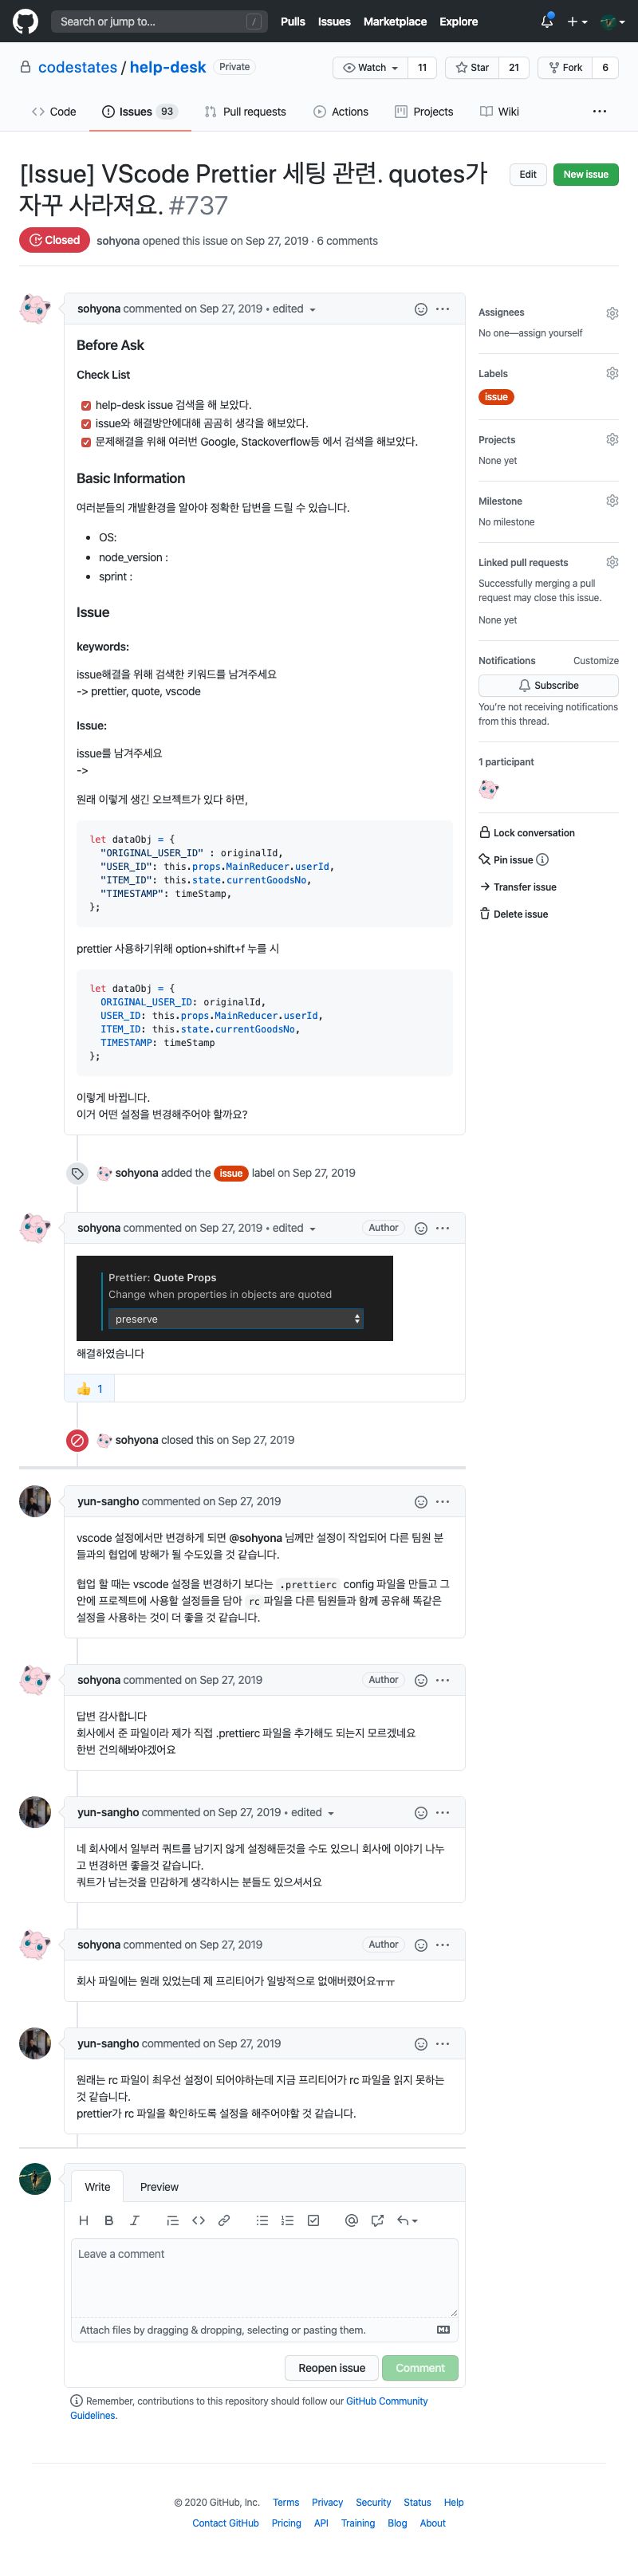 Search or jump to... /
Pulls Issues Marketplace Explore
codestates / help-desk Private
Watch 11 Star 21 Fork 6
Code Issues 93 Pull requests Actions Projects Wiki
[Issue] VScode Prettier 세팅 관련. quotes가
자꾸 사라져요. #737
Edit New issue
Closed sohyona opened this issue on Sep 27, 2019 · 6 comments
sohyona commented on Sep 27, 2019 • edited
Before Ask
Check List
help-desk issue 검색을 해 보았다.
issue와 해결방안에대해 곰곰히 생각을 해보았다.
문제해결을 위해 여러번 Google, Stackoverflow등 에서 검색을 해보았다.
Basic Information
여러분들의 개발환경을 알아야 정확한 답변을 드릴 수 있습니다.
• OS:
• node_version :
• sprint :
Issue
keywords:
issue해결을 위해 검색한 키워드를 남겨주세요
-> prettier, quote, vscode
Issue:
issue를 남겨주세요
->
원래 이렇게 생긴 오브젝트가 있다 하면,
let dataObj = {
"ORIGINAL_USER_ID" : originalId,
"USER_ID": this.props.MainReducer.userId,
"ITEM_ID": this.state.currentGoodsNo,
"TIMESTAMP": timeStamp,
};
prettier 사용하기위해 option+shift+f 누를 시
let dataObj = {
ORIGINAL_USER_ID: originalId,
USER_ID: this.props.MainReducer.userId,
ITEM_ID: this.state.currentGoodsNo,
TIMESTAMP: timeStamp
};
이렇게 바뀝니다.
이거 어떤 설정을 변경해주어야 할까요?
Assignees
No one—assign yourself
Labels
issue
Projects
None yet
Milestone
No milestone
Linked pull requests
Successfully merging a pull
request may close this issue.
None yet
Notifications Customize
Subscribe
You're not receiving notifications
from this thread.
1 participant
Lock conversation
Pin issue
Transfer issue
Delete issue
sohyona added the issue label on Sep 27, 2019
sohyona commented on Sep 27, 2019 • edited Author
Prettier: Quote Props
Change when properties in objects are quoted
preserve
해결하였습니다
👍 1
sohyona closed this on Sep 27, 2019
yun-sangho commented on Sep 27, 2019
vscode 설정에서만 변경하게 되면 @sohyona 님께만 설정이 작업되어 다른 팀원 분
들과의 협업에 방해가 될 수도있을 것 같습니다.
협업 할 때는 vscode 설정을 변경하기 보다는 .prettierc config 파일을 만들고 그
안에 프로젝트에 사용할 설정들을 담아 rc 파일을 다른 팀원들과 함께 공유해 똑같은
설정을 사용하는 것이 더 좋을 것 같습니다.
sohyona commented on Sep 27, 2019 Author
답변 감사합니다
회사에서 준 파일이라 제가 직접 .prettierc 파일을 추가해도 되는지 모르겠네요
한번 건의해봐야겠어요
yun-sangho commented on Sep 27, 2019 • edited
네 회사에서 일부러 쿼트를 남기지 않게 설정해둔것을 수도 있으니 회사에 이야기 나누
고 변경하면 좋을것 같습니다.
쿼트가 남는것을 민감하게 생각하시는 분들도 있으셔서요
sohyona commented on Sep 27, 2019 Author
회사 파일에는 원래 있었는데 제 프리티어가 일방적으로 없애버렸어요ㅠㅠ
yun-sangho commented on Sep 27, 2019
원래는 rc 파일이 최우선 설정이 되어야하는데 지금 프리티어가 rc 파일을 읽지 못하는
것 같습니다.
prettier가 rc 파일을 확인하도록 설정을 해주어야할 것 같습니다.
Write Preview
H B I
Leave a comment
Attach files by dragging & dropping, selecting or pasting them.
Reopen issue Comment
Remember, contributions to this repository should follow our GitHub Community
Guidelines.
© 2020 GitHub, Inc. Terms Privacy Security Status Help
Contact GitHub Pricing API Training Blog About